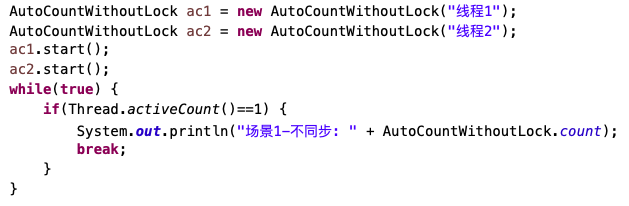 AutoCountWithoutLock ac1 = new AutoCountWithoutLock("线程1");
AutoCountWithoutLock ac2 = new AutoCountWithoutLock("线程2");
ac1.start();
ac2.start();
while(true) {
    if(Thread.activeCount()==1) {
        System.out.println("场景1-不同步: " + AutoCountWithoutLock.count);
        break;
    }
}